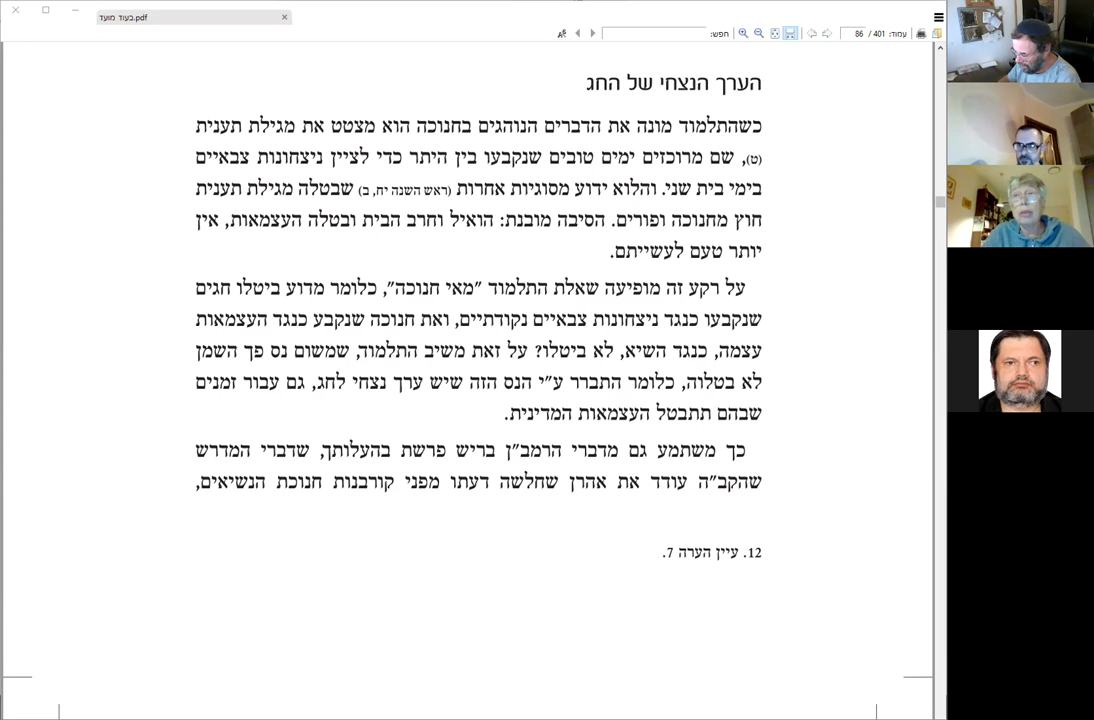 בעוד מועד.pdf
עמוד: 401 / 86
חפש:
הערך הנצחי של החג
כשהתלמוד מונה את הדברים הנוהגים בחנוכה הוא מצטט את מגילת תענית
(ט), שם מרוכזים ימים טובים שנקבעו בין היתר כדי לציין ניצחונות צבאיים
בימי בית שני. והלוא ידוע מסוגיות אחרות (ראש השנה יח, ב) שבטלה מגילת תענית
חוץ מחנוכה ופורים. הסיבה מובנת: הואיל וחרב הבית ובטלה העצמאות, אין
יותר טעם לעשייתם.
על רקע זה מופיעה שאלת התלמוד "מאי חנוכה", כלומר מדוע ביטלו חגים
שנקבעו כנגד ניצחונות צבאיים נקודתיים, ואת חנוכה שנקבע כנגד העצמאות
עצמה, כנגד השיא, לא ביטלו? על זאת משיב התלמוד, שמשום נס פך השמן
לא בטלוה, כלומר התברר ע"י הנס הזה שיש ערך נצחי לחג, גם עבור זמנים
שבהם תתבטל העצמאות המדינית.
כך משתמע גם מדברי הרמב"ן בריש פרשת בהעלותך, שדברי המדרש
שהקב"ה עודד את אהרן שחלשה דעתו מפני קורבנות חנוכת הנשיאים,
12. עיין הערה 7.